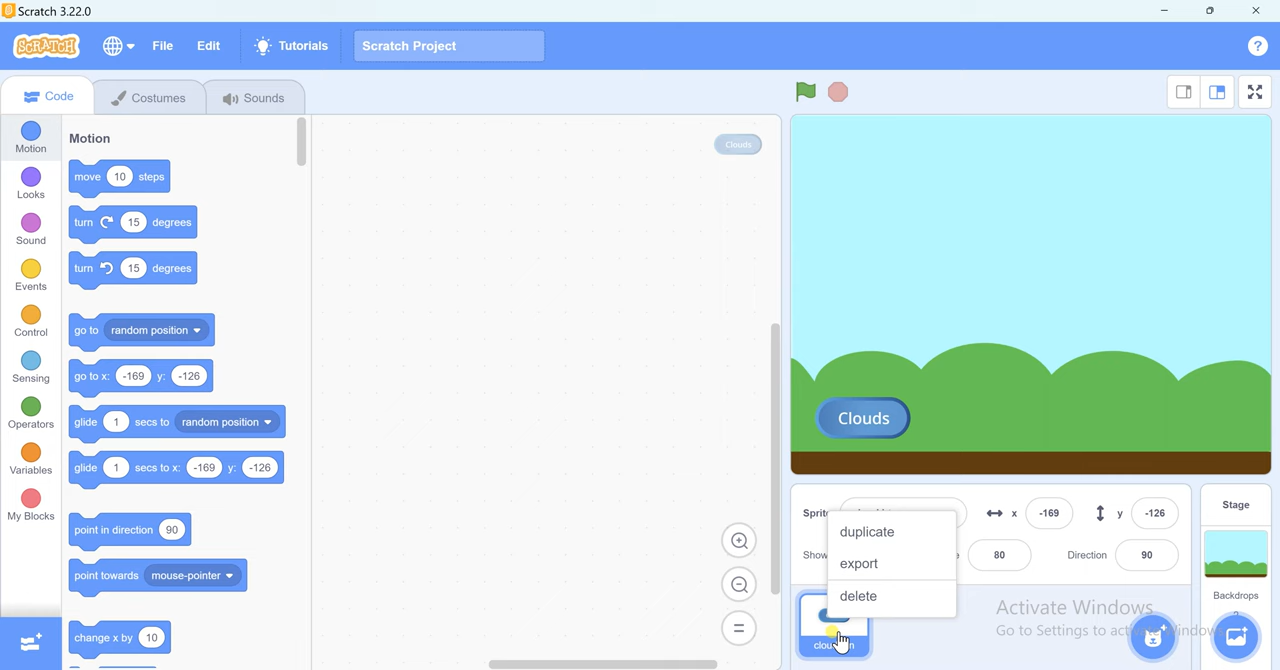 Scratch 3.22.0
SCRATCH File Edit Tutorials Scratch Project ?
Code Costumes Sounds
Motion
Looks
Sound
Events
Control
Sensing
Operators
Variables
My Blocks
Motion
move 10 steps
turn 15 degrees
turn 15 degrees
go to random position
go to x: -169 y: -126
glide 1 secs to random position
glide 1 secs to x: -169 y: -126
point in direction 90
point towards mouse-pointer
change x by 10
Clouds
Clouds
Sprite x -169 y -126
Show 80 Direction 90
duplicate
export
delete
Stage
Backdrops
Activate Windows
Go to Settings to Windows